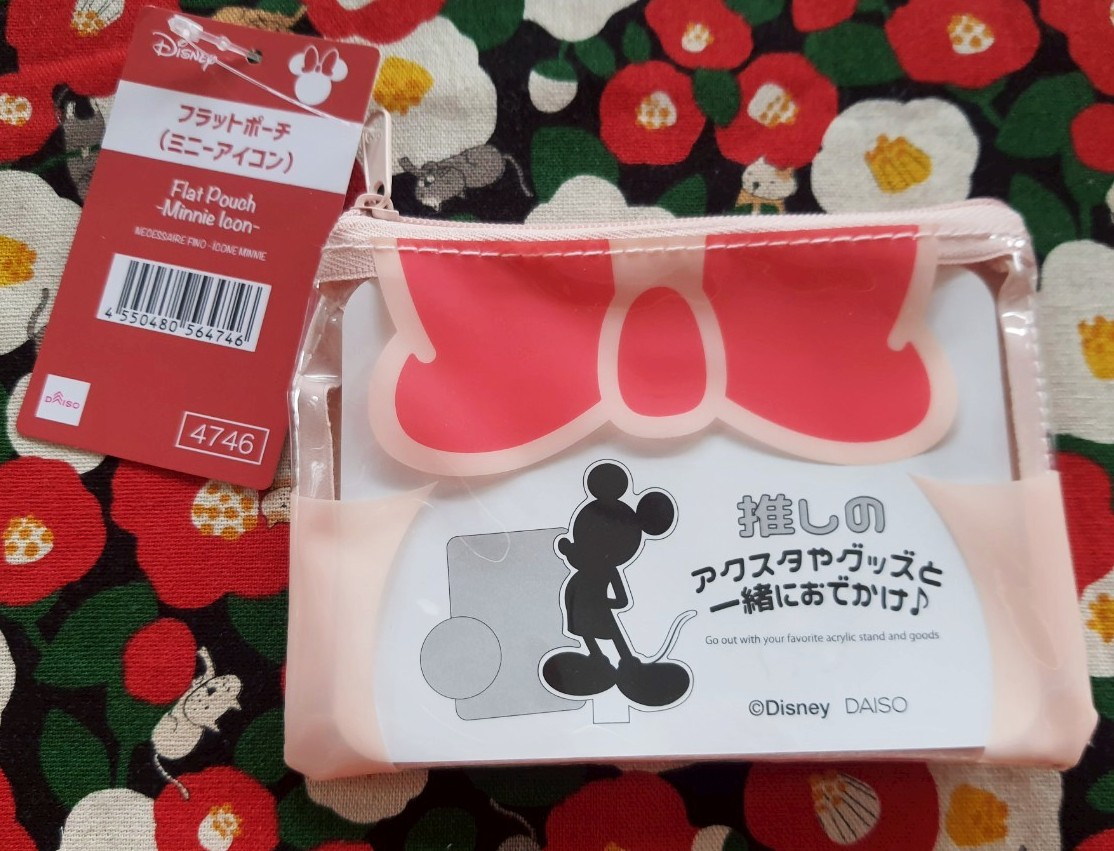 Disney
フラットポーチ
(ミニーアイコン)
Flat Pouch
-Minnie Icon-
NECESSAIRE FINO - ÍCONE MINNIE
4 550480 564746
DAISO
4746
推しの
アクスタやグッズと
一緒におでかけ♪
Go out with your favorite acrylic stand and goods
©Disney DAISO